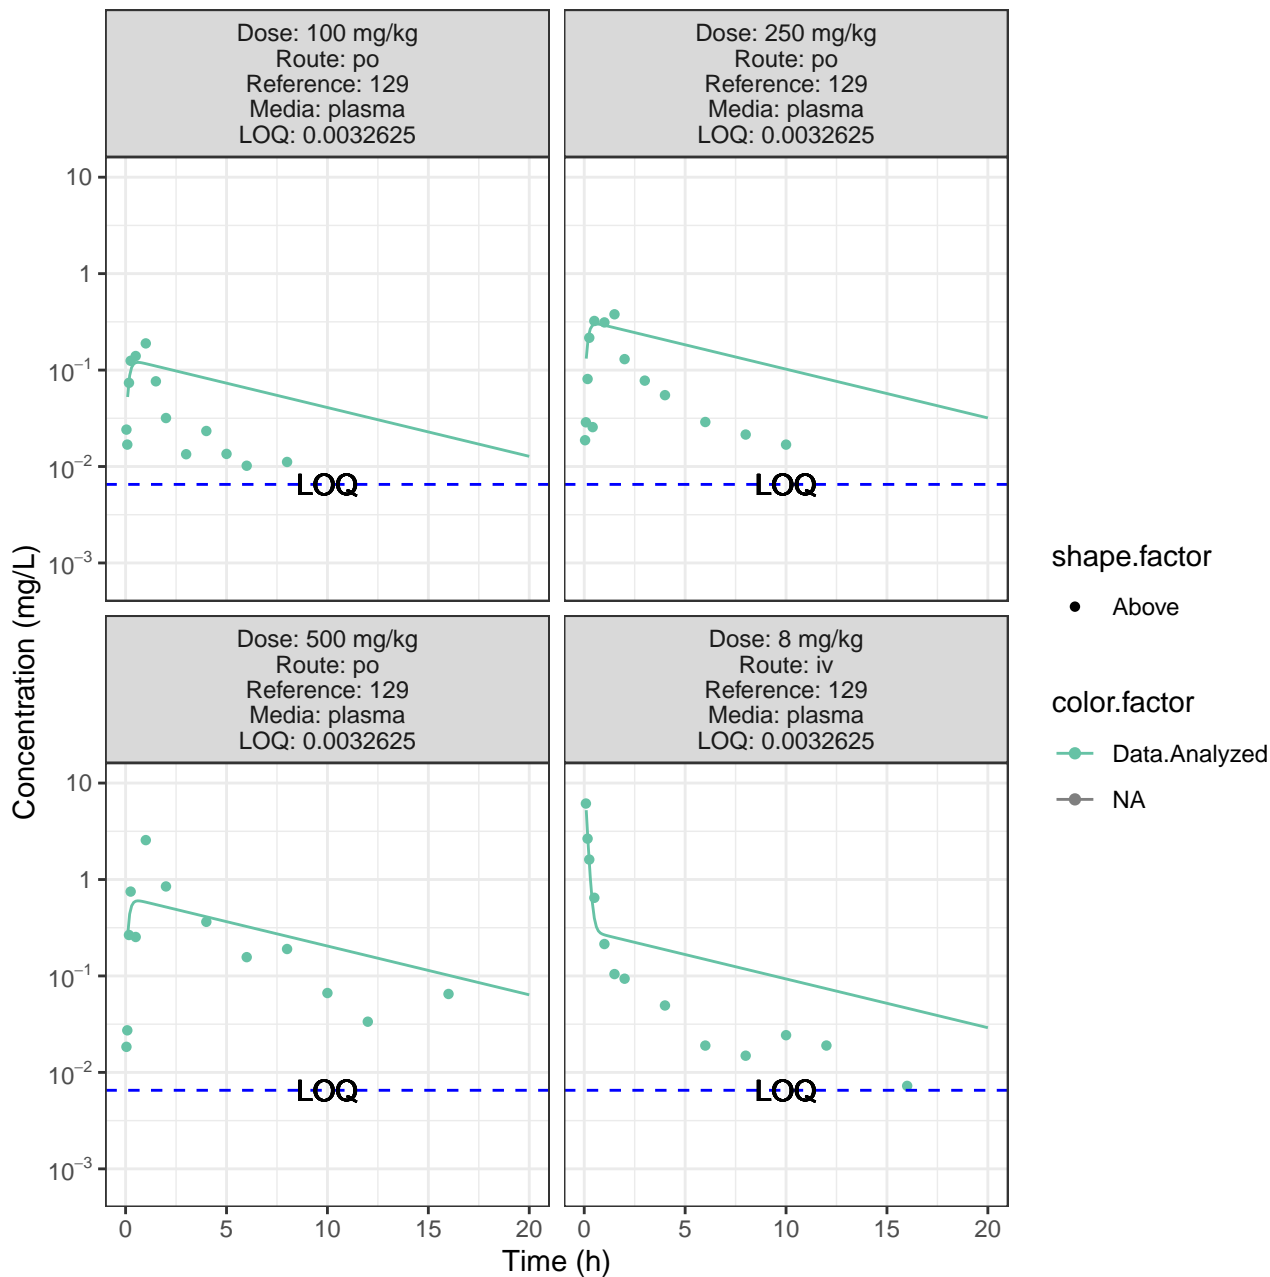 Dose: 100 mg/kg
Route: po
Reference: 129
Media: plasma
LOQ: 0.0032625
Dose: 250 mg/kg
Route: po
Reference: 129
Media: plasma
LOQ: 0.0032625
10
1
10⁻¹
10⁻²
10⁻³
LOQ
LOQ
Dose: 500 mg/kg
Route: po
Reference: 129
Media: plasma
LOQ: 0.0032625
Dose: 8 mg/kg
Route: iv
Reference: 129
Media: plasma
LOQ: 0.0032625
10
1
10⁻¹
10⁻²
10⁻³
LOQ
LOQ
0 5 10 15 20
0 5 10 15 20
Time (h)
Concentration (mg/L)
shape.factor
Above
color.factor
Data.Analyzed
NA